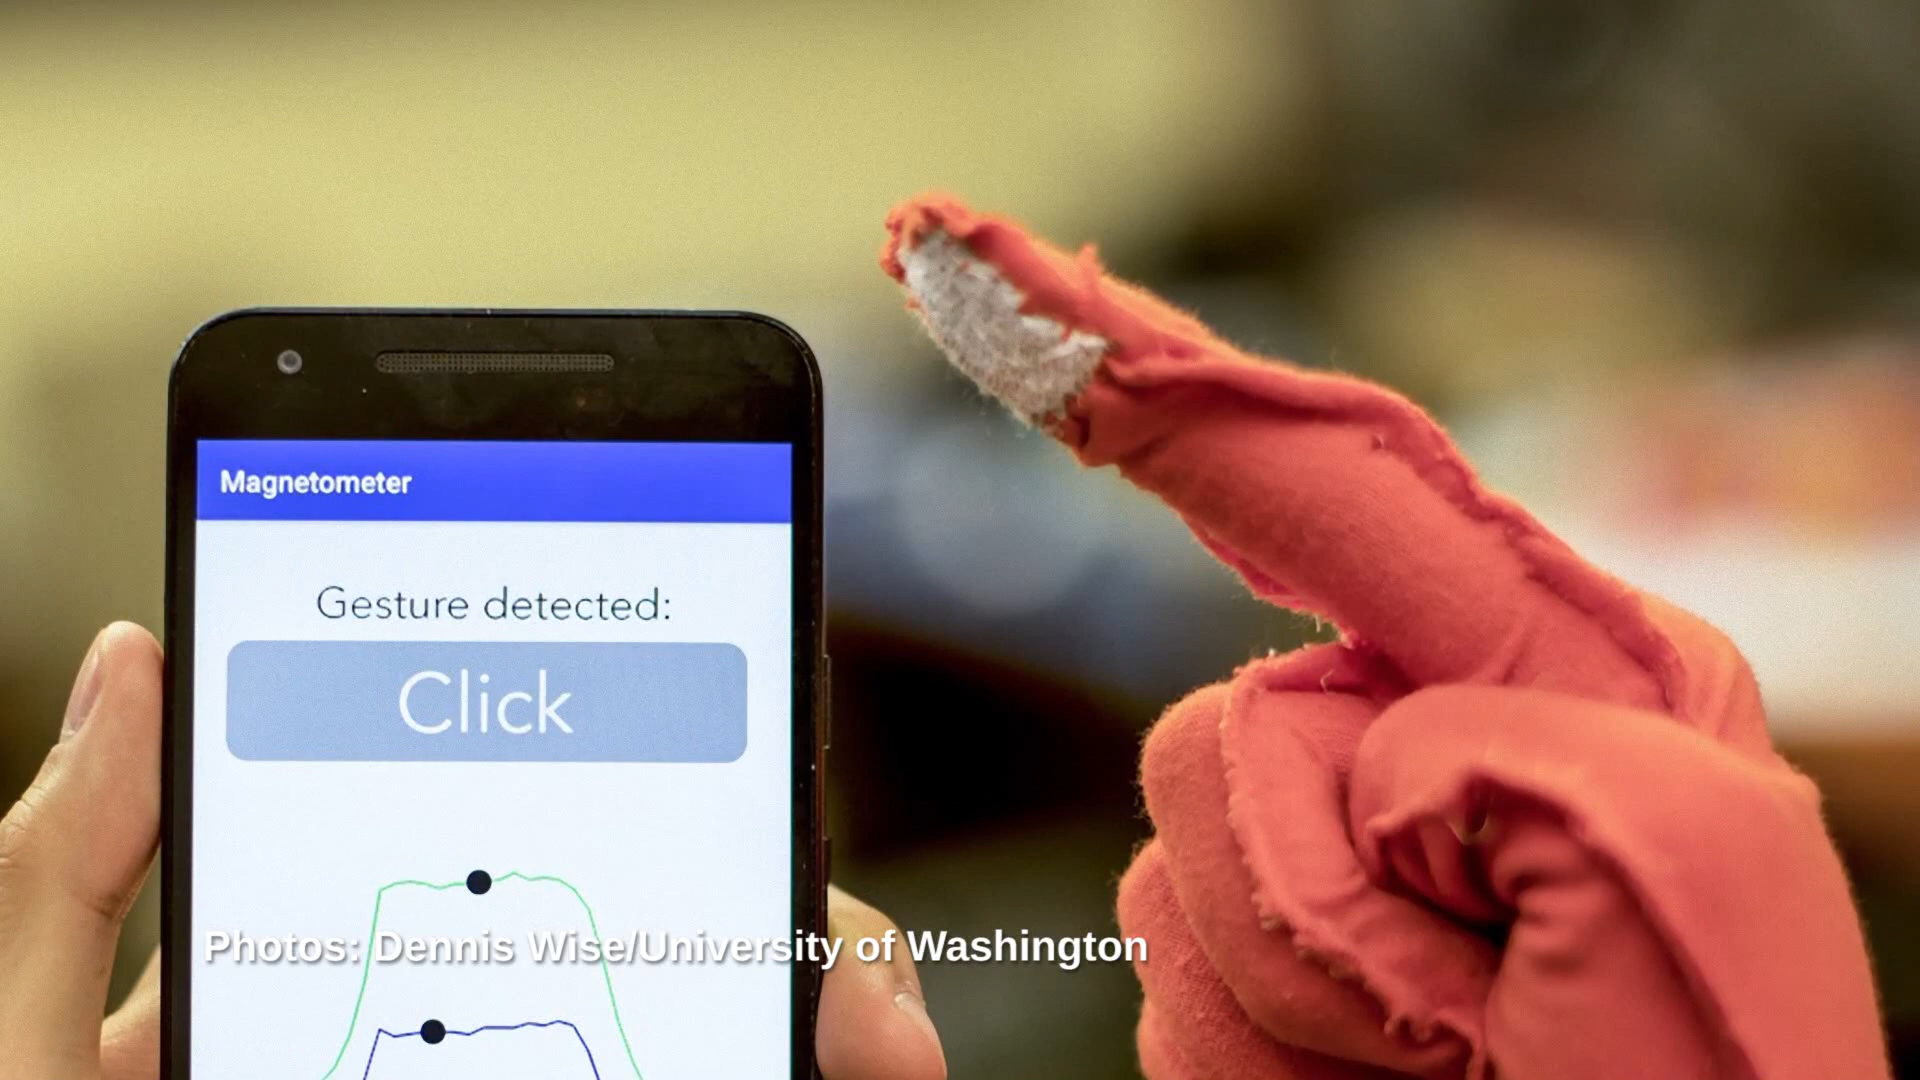 Magnetometer
Gesture detected:
Click
Photos: Dennis Wise/University of Washington